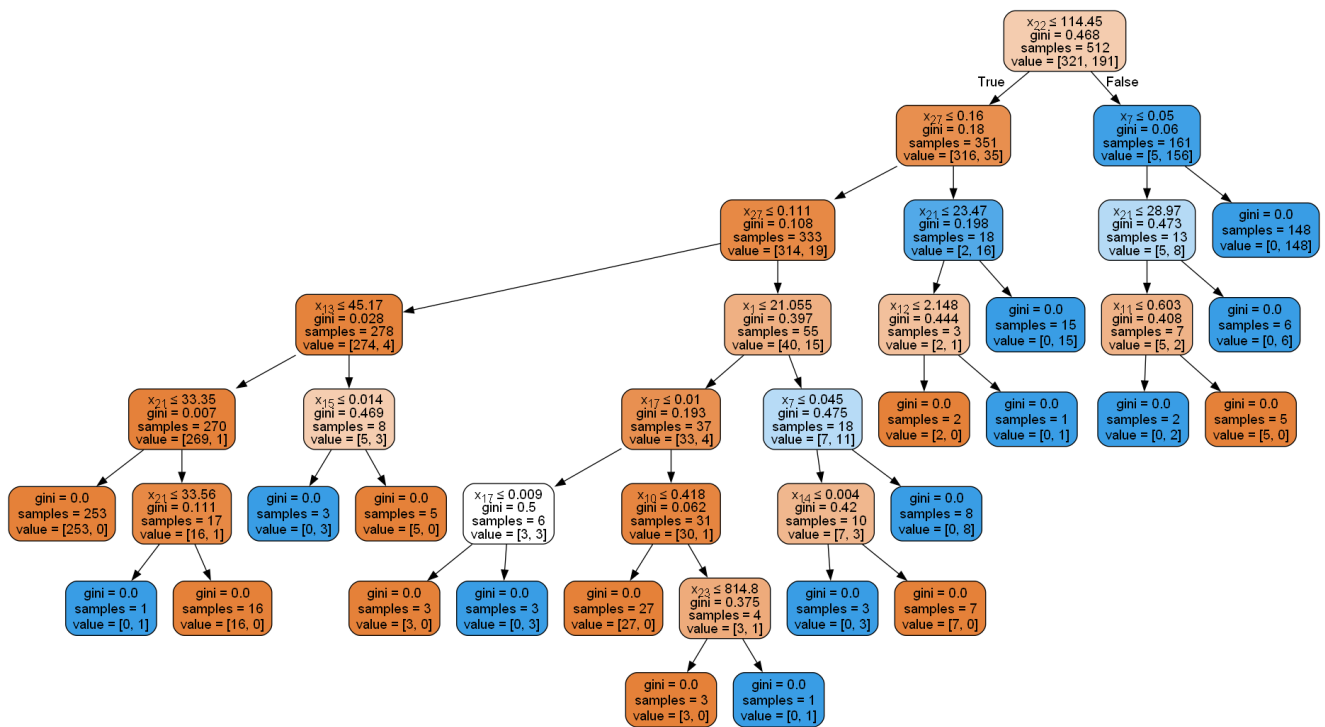 x22 ≤ 114.45
gini = 0.468
samples = 512
value = [321, 191]
True
False
x27 ≤ 0.16
gini = 0.18
samples = 351
value = [316, 35]
x7 ≤ 0.05
gini = 0.06
samples = 161
value = [5, 156]
x27 ≤ 0.111
gini = 0.108
samples = 333
value = [314, 19]
x21 ≤ 23.47
gini = 0.198
samples = 18
value = [2, 16]
x21 ≤ 28.97
gini = 0.473
samples = 13
value = [5, 8]
gini = 0.0
samples = 148
value = [0, 148]
x13 ≤ 45.17
gini = 0.028
samples = 278
value = [274, 4]
x1 ≤ 21.055
gini = 0.397
samples = 55
value = [40, 15]
x12 ≤ 2.148
gini = 0.444
samples = 3
value = [2, 1]
gini = 0.0
samples = 15
value = [0, 15]
x11 ≤ 0.603
gini = 0.408
samples = 7
value = [5, 2]
gini = 0.0
samples = 6
value = [0, 6]
x21 ≤ 33.35
gini = 0.007
samples = 270
value = [269, 1]
x15 ≤ 0.014
gini = 0.469
samples = 8
value = [5, 3]
x17 ≤ 0.01
gini = 0.193
samples = 37
value = [33, 4]
x7 ≤ 0.045
gini = 0.475
samples = 18
value = [7, 11]
gini = 0.0
samples = 2
value = [2, 0]
gini = 0.0
samples = 1
value = [0, 1]
gini = 0.0
samples = 2
value = [0, 2]
gini = 0.0
samples = 5
value = [5, 0]
gini = 0.0
samples = 253
value = [253, 0]
x21 ≤ 33.56
gini = 0.111
samples = 17
value = [16, 1]
gini = 0.0
samples = 3
value = [0, 3]
gini = 0.0
samples = 5
value = [5, 0]
x17 ≤ 0.009
gini = 0.5
samples = 6
value = [3, 3]
x10 ≤ 0.418
gini = 0.062
samples = 31
value = [30, 1]
x14 ≤ 0.004
gini = 0.42
samples = 10
value = [7, 3]
gini = 0.0
samples = 8
value = [0, 8]
gini = 0.0
samples = 1
value = [0, 1]
gini = 0.0
samples = 16
value = [16, 0]
gini = 0.0
samples = 3
value = [3, 0]
gini = 0.0
samples = 3
value = [0, 3]
gini = 0.0
samples = 27
value = [27, 0]
x23 ≤ 814.8
gini = 0.375
samples = 4
value = [3, 1]
gini = 0.0
samples = 3
value = [0, 3]
gini = 0.0
samples = 7
value = [7, 0]
gini = 0.0
samples = 3
value = [3, 0]
gini = 0.0
samples = 1
value = [0, 1]